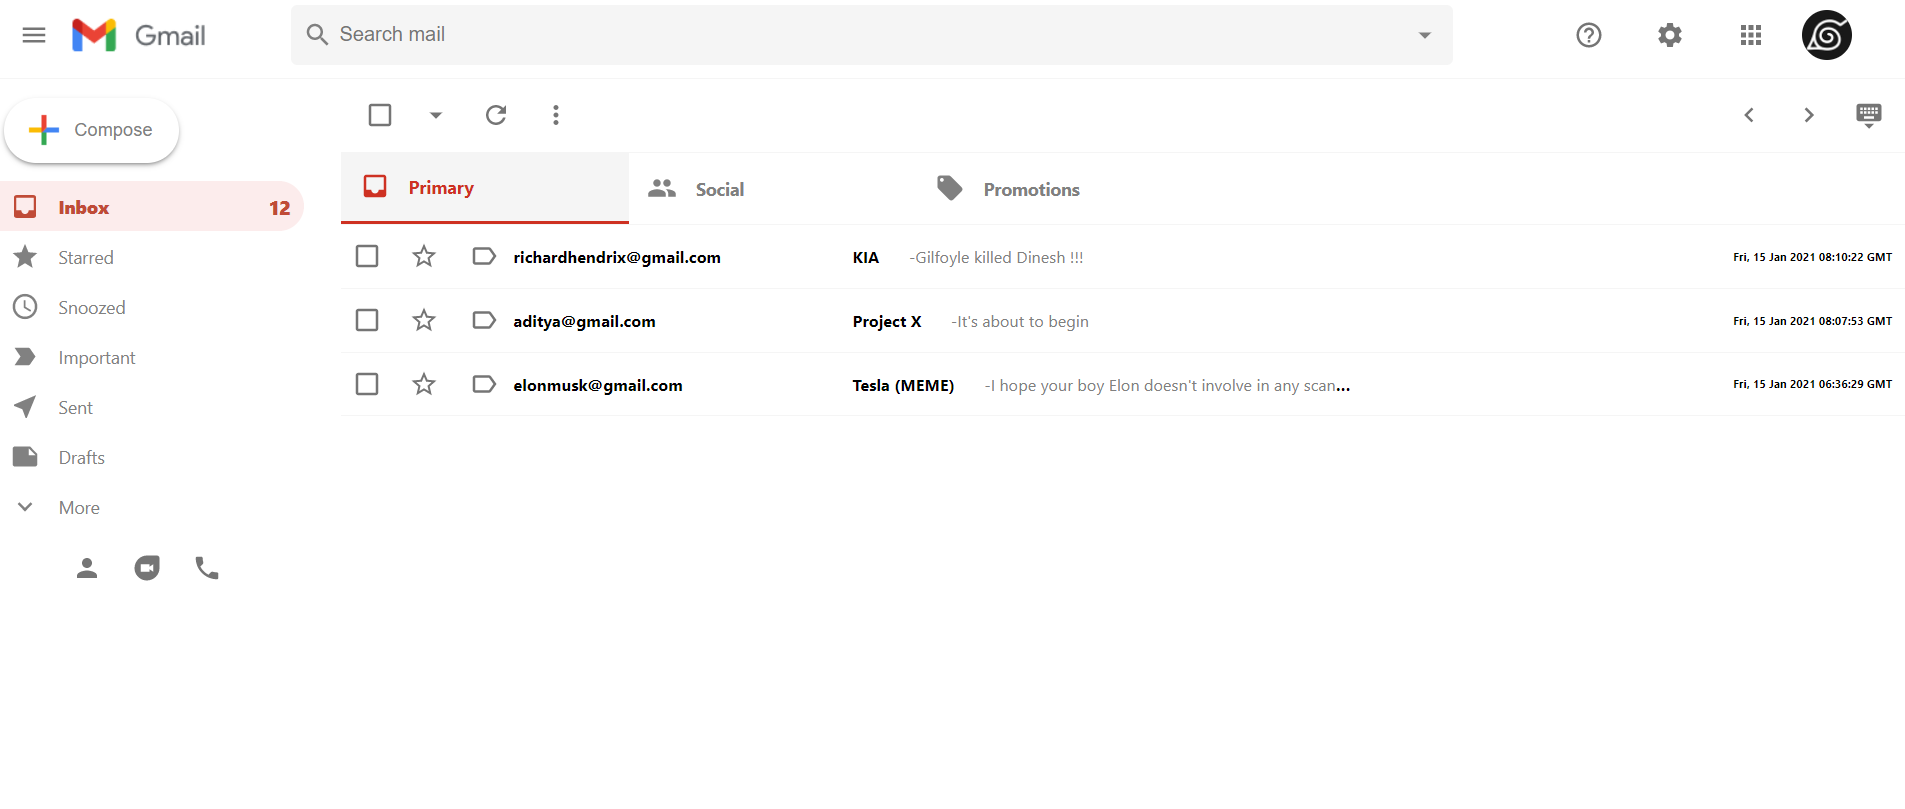 Gmail
Search mail
Compose
Inbox 12
Starred
Snoozed
Important
Sent
Drafts
More
Primary Social Promotions
richardhendrix@gmail.com KIA -Gilfoyle killed Dinesh !!! Fri, 15 Jan 2021 08:10:22 GMT
aditya@gmail.com Project X -It's about to begin Fri, 15 Jan 2021 08:07:53 GMT
elonmusk@gmail.com Tesla (MEME) -I hope your boy Elon doesn't involve in any scan... Fri, 15 Jan 2021 06:36:29 GMT